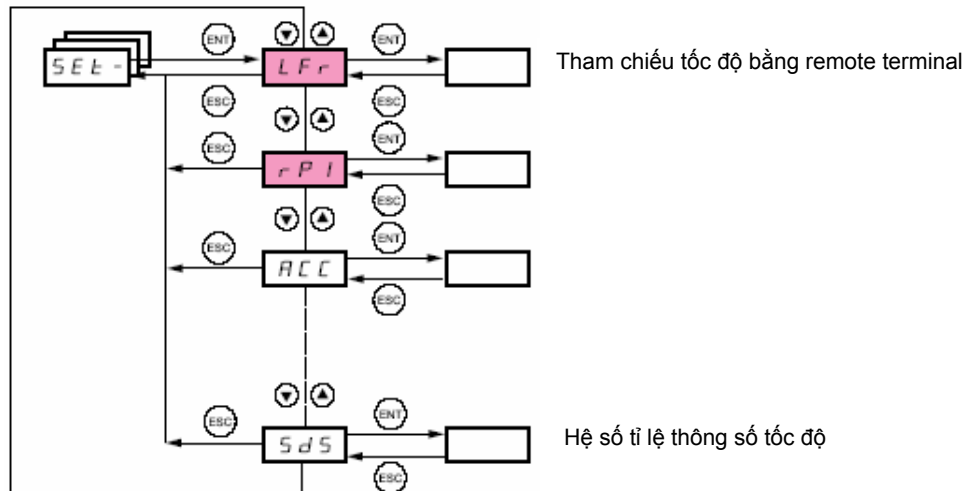 ENT ENT
SEt - LFr Tham chiếu tốc độ bằng remote terminal
ESC ESC
ESC ENT
rP1
ESC
ESC ENT
ACC
ESC
ESC ENT
SdS Hệ số tỉ lệ thông số tốc độ
ESC